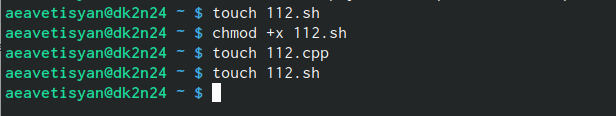 aeavetisyan@dk2n24 ~ $ touch 112.sh
aeavetisyan@dk2n24 ~ $ chmod +x 112.sh
aeavetisyan@dk2n24 ~ $ touch 112.cpp
aeavetisyan@dk2n24 ~ $ touch 112.sh
aeavetisyan@dk2n24 ~ $